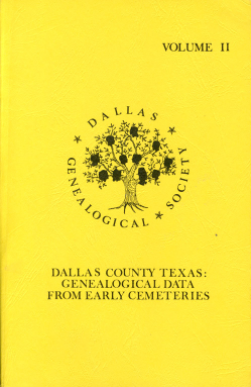 VOLUME II
DALLAS
GENEALOGICAL
SOCIETY
DALLAS COUNTY TEXAS:
GENEALOGICAL DATA
FROM EARLY CEMETERIES